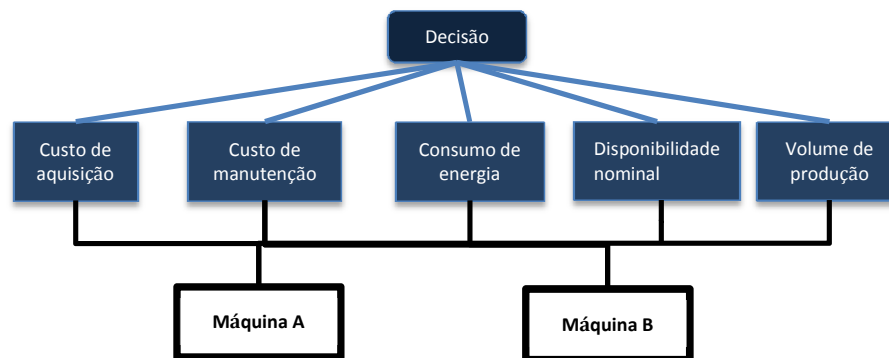 Decisão
Custo de
aquisição
Custo de
manutenção
Consumo de
energia
Disponibilidade
nominal
Volume de
produção
Máquina A
Máquina B